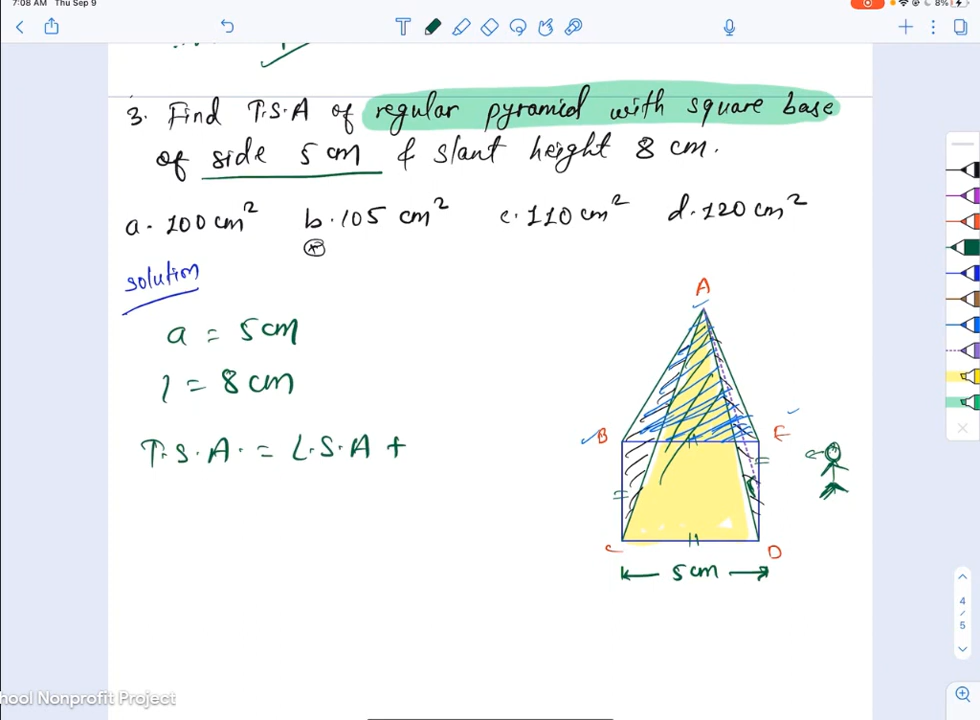 7:08 AM Thu Sep 9
8%
3. Find T.S.A of regular pyramid with square base
of side 5 cm & slant height 8 cm.
a. 100 cm² b. 105 cm² c. 110 cm² d. 120 cm²
solution
a = 5 cm
l = 8 cm
T.S.A. = L.S.A +
A
B
E
C
D
5 cm
4
/
5
hool Nonprofit Project